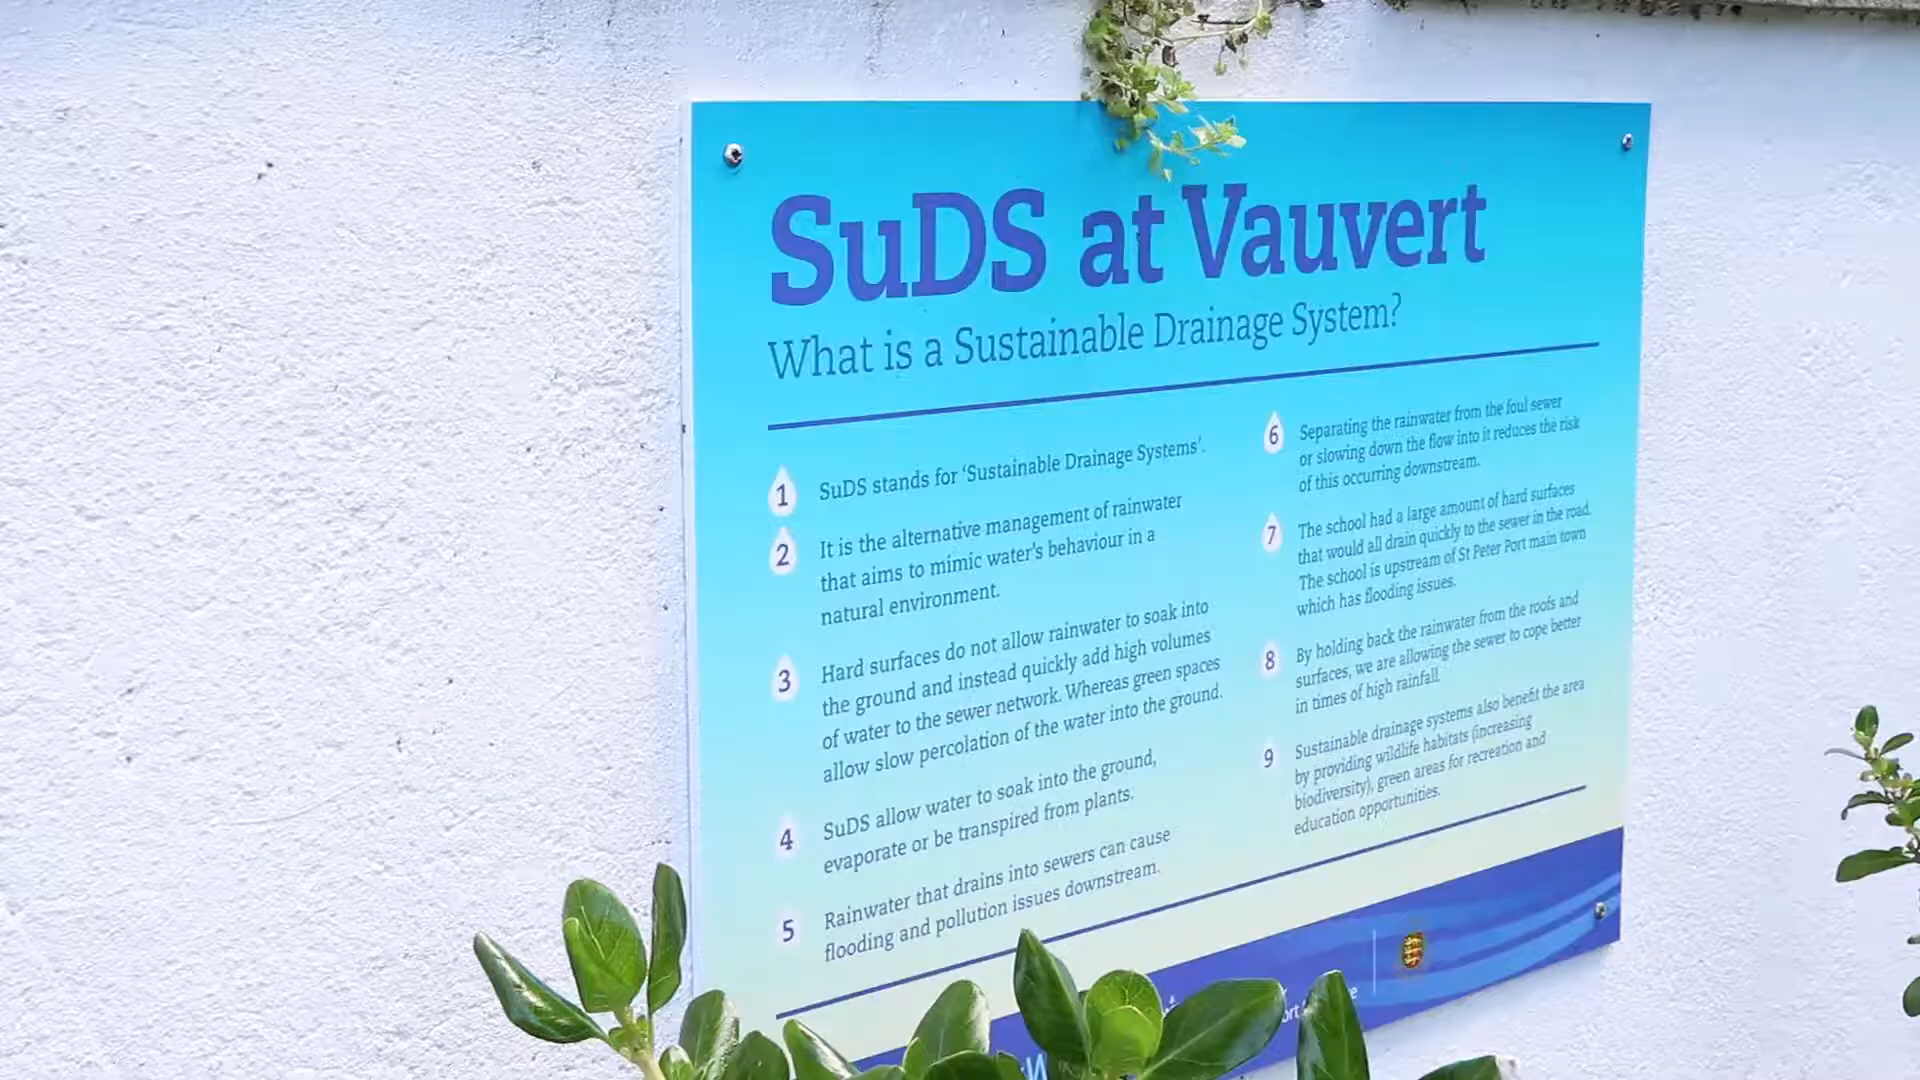 SuDS at Vauvert
What is a Sustainable Drainage System?
1 SuDS stands for ‘Sustainable Drainage Systems’.
2 It is the alternative management of rainwater
that aims to mimic water's behaviour in a
natural environment.
3 Hard surfaces do not allow rainwater to soak into
the ground and instead quickly add high volumes
of water to the sewer network. Whereas green spaces
allow slow percolation of the water into the ground.
4 SuDS allow water to soak into the ground,
evaporate or be transpired from plants.
5 Rainwater that drains into sewers can cause
flooding and pollution issues downstream.
6 Separating the rainwater from the foul sewer
or slowing down the flow into it reduces the risk
of this occurring downstream.
7 The school had a large amount of hard surfaces
that would all drain quickly to the sewer in the road.
The school is upstream of St Peter Port main town
which has flooding issues.
8 By holding back the rainwater from the roofs and
surfaces, we are allowing the sewer to cope better
in times of high rainfall.
9 Sustainable drainage systems also benefit the area
by providing wildlife habitats (increasing
biodiversity), green areas for recreation and
education opportunities.